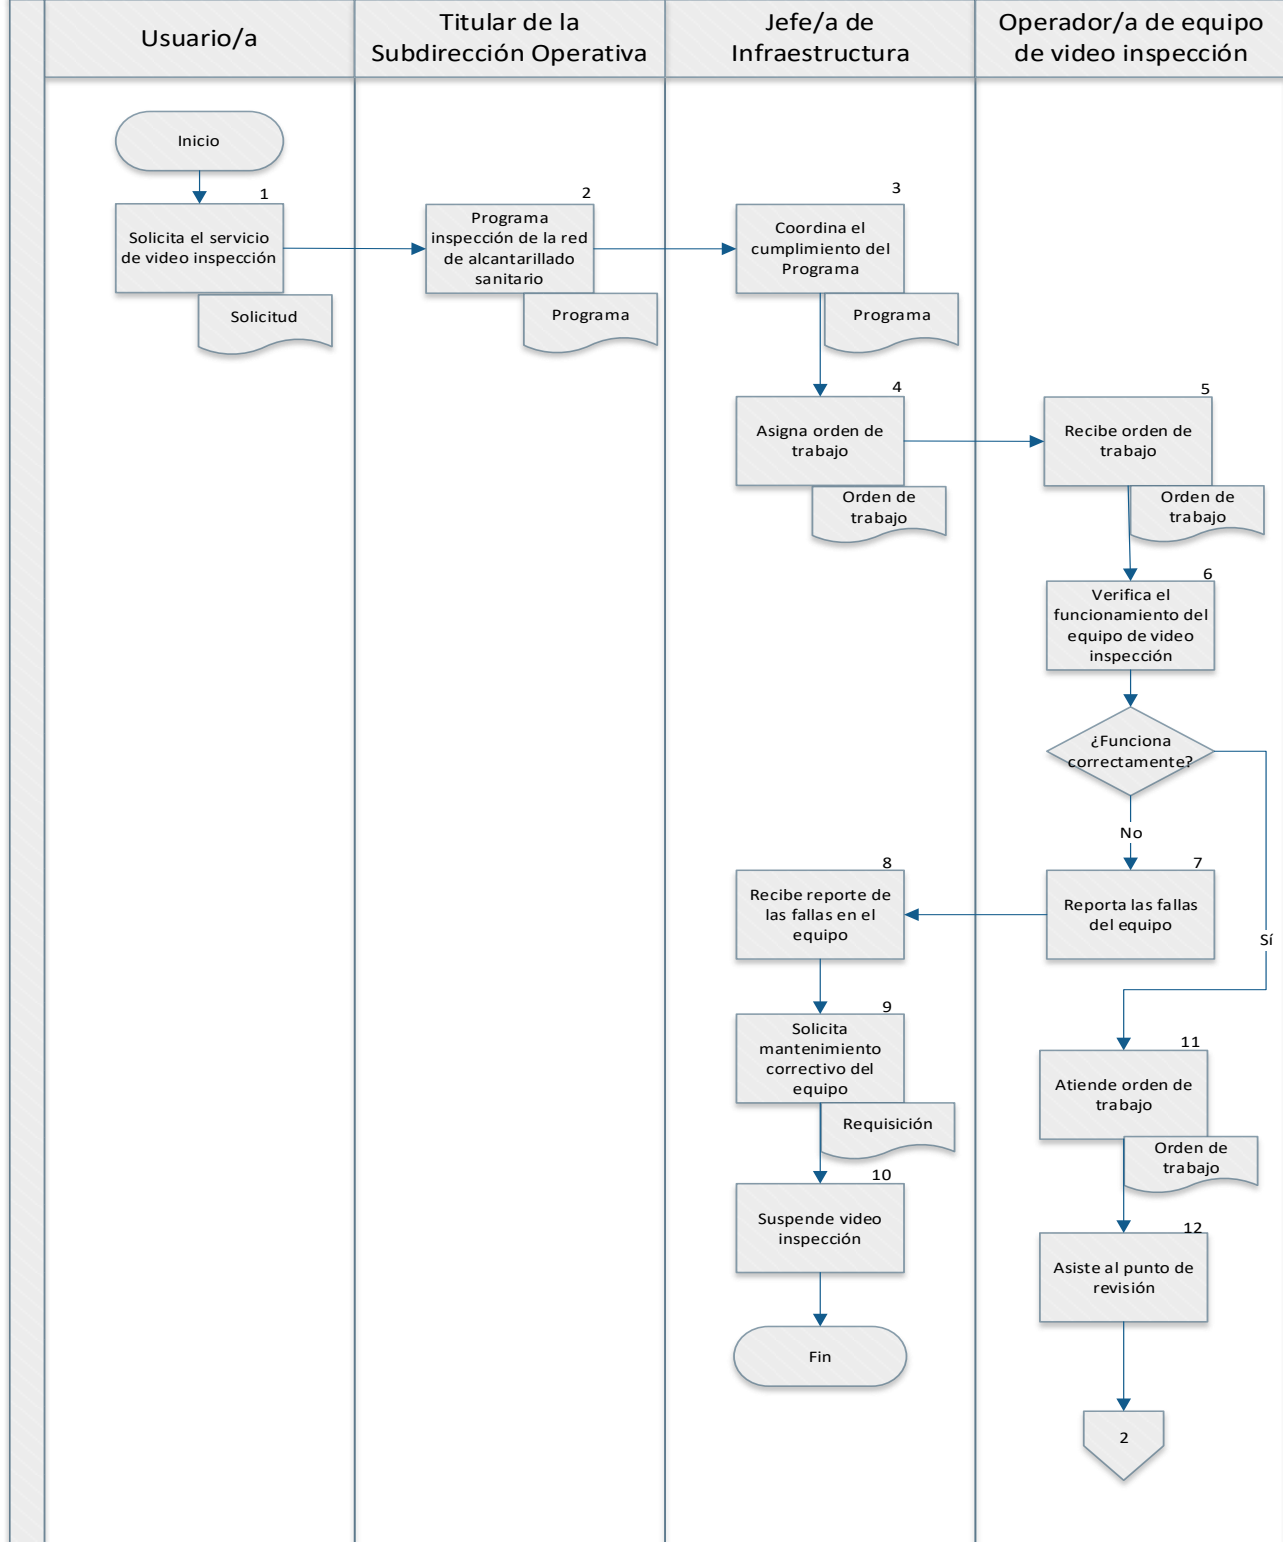 Usuario/a
Titular de la
Subdirección Operativa
Jefe/a de
Infraestructura
Operador/a de equipo
de video inspección
Inicio
1
Solicita el servicio
de video inspección
Solicitud
2
Programa
inspección de la red
de alcantarillado
sanitario
Programa
3
Coordina el
cumplimiento del
Programa
Programa
4
Asigna orden de
trabajo
Orden de
trabajo
5
Recibe orden de
trabajo
Orden de
trabajo
6
Verifica el
funcionamiento del
equipo de video
inspección
¿Funciona
correctamente?
No
Sí
7
Reporta las fallas
del equipo
8
Recibe reporte de
las fallas en el
equipo
9
Solicita
mantenimiento
correctivo del
equipo
Requisición
10
Suspende video
inspección
Fin
11
Atiende orden de
trabajo
Orden de
trabajo
12
Asiste al punto de
revisión
2